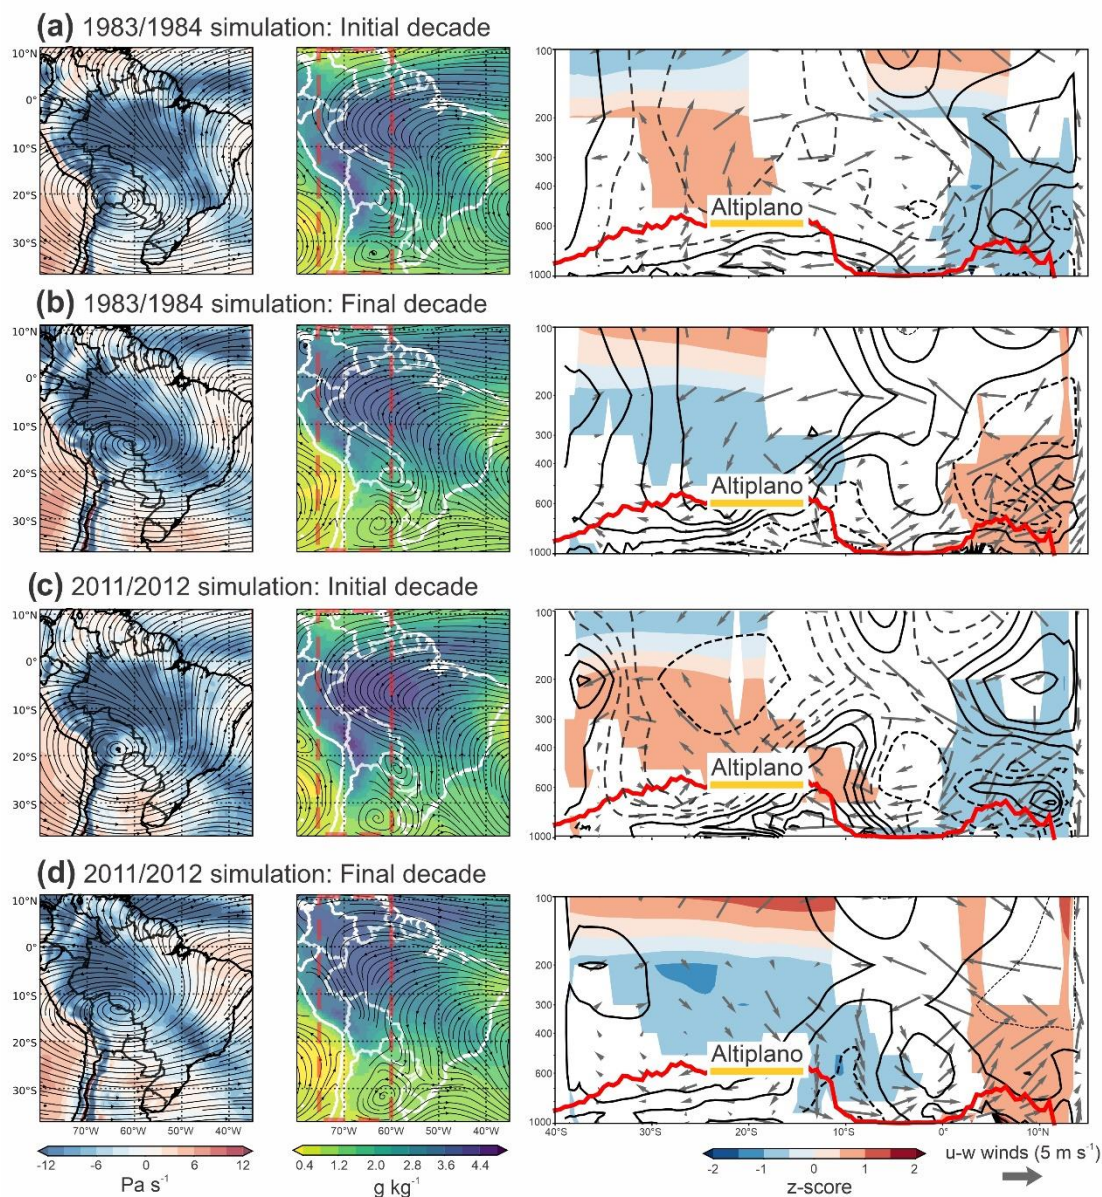 (a) 1983/1984 simulation: Initial decade
10°N
0°
10°S
20°S
30°S
100
200
300
400
600
1000
Altiplano
(b) 1983/1984 simulation: Final decade
10°N
0°
10°S
20°S
30°S
100
200
300
400
600
1000
Altiplano
(c) 2011/2012 simulation: Initial decade
10°N
0°
10°S
20°S
30°S
100
200
300
400
600
1000
Altiplano
(d) 2011/2012 simulation: Final decade
10°N
0°
10°S
20°S
30°S
100
200
300
400
600
1000
Altiplano
70°W 60°W 50°W 40°W
70°W 60°W 50°W 40°W
40°S 30°S 20°S 10°S 0° 10°N
-12 -6 0 6 12
Pa s⁻¹
0.4 1.2 2 2.8 3.6 4.4
g kg⁻¹
-2 -1 0 1 2
z-score
u-w winds (5 m s⁻¹)